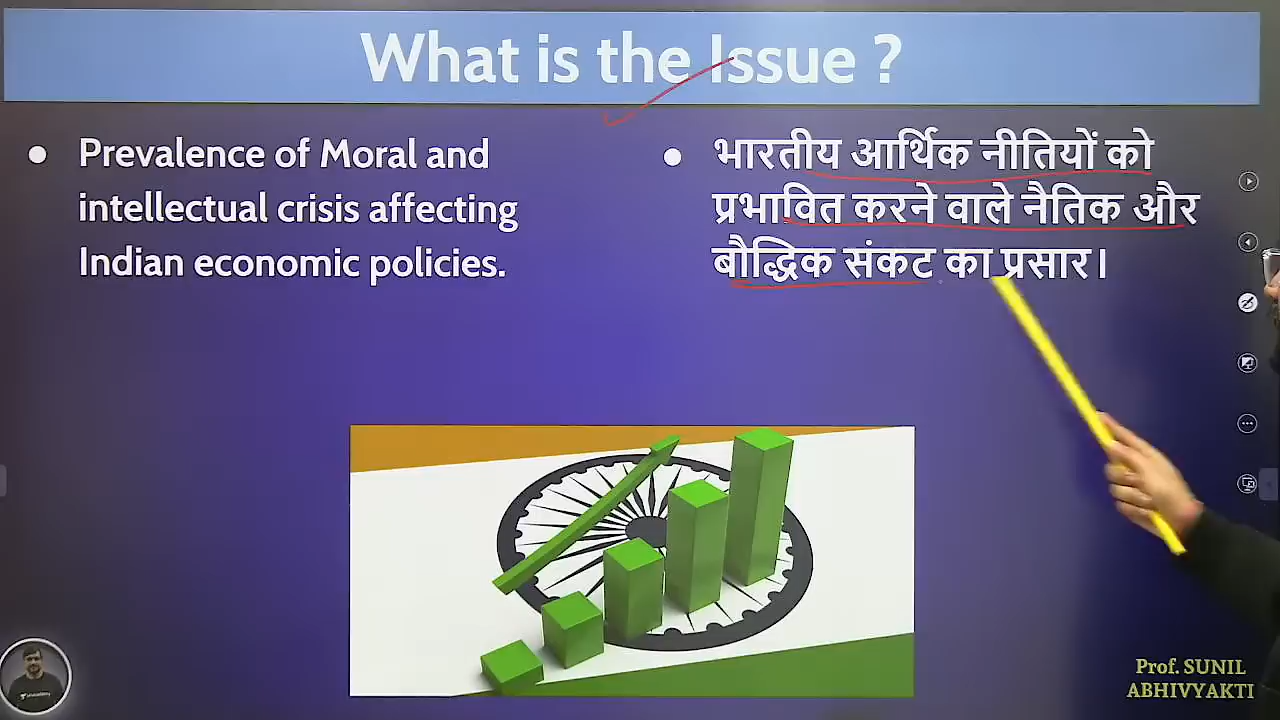 What is the Issue ?
Prevalence of Moral and
intellectual crisis affecting
Indian economic policies.
भारतीय आर्थिक नीतियों को
प्रभावित करने वाले नैतिक और
बौद्धिक संकट का प्रसार।
Prof. SUNIL
ABHIVYAKTI